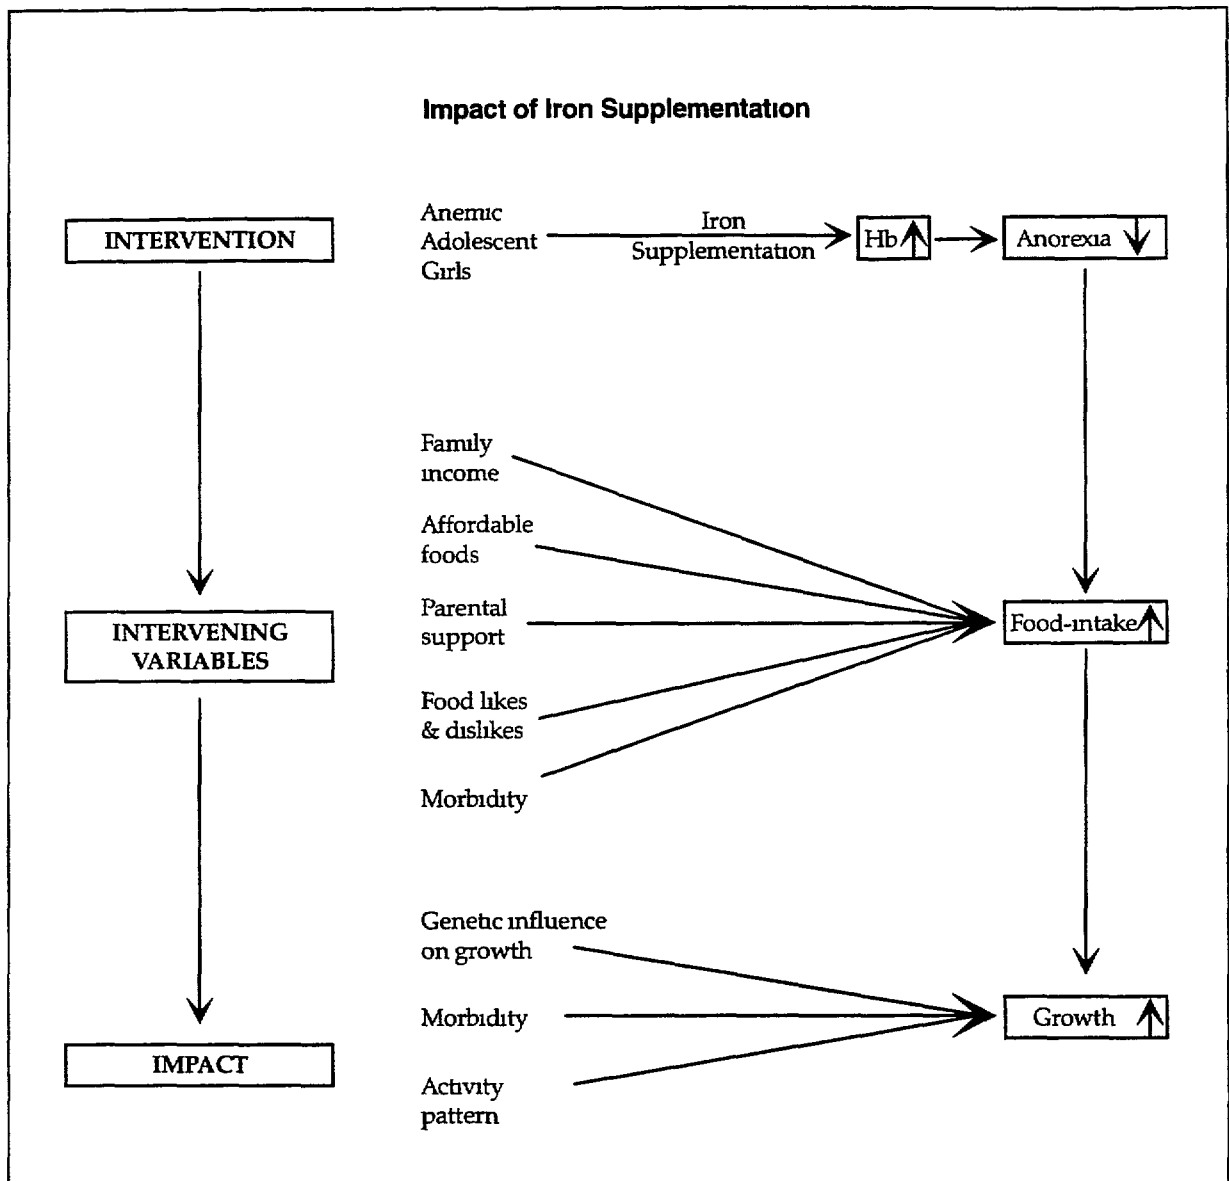 Impact of Iron Supplementation
INTERVENTION
Anemic
Adolescent
Girls
Iron
Supplementation
Hb
Anorexia
Family
income
Affordable
foods
INTERVENING
VARIABLES
Parental
support
Food-intake
Food likes
& dislikes
Morbidity
Genetic influence
on growth
Morbidity
Growth
IMPACT
Activity
pattern